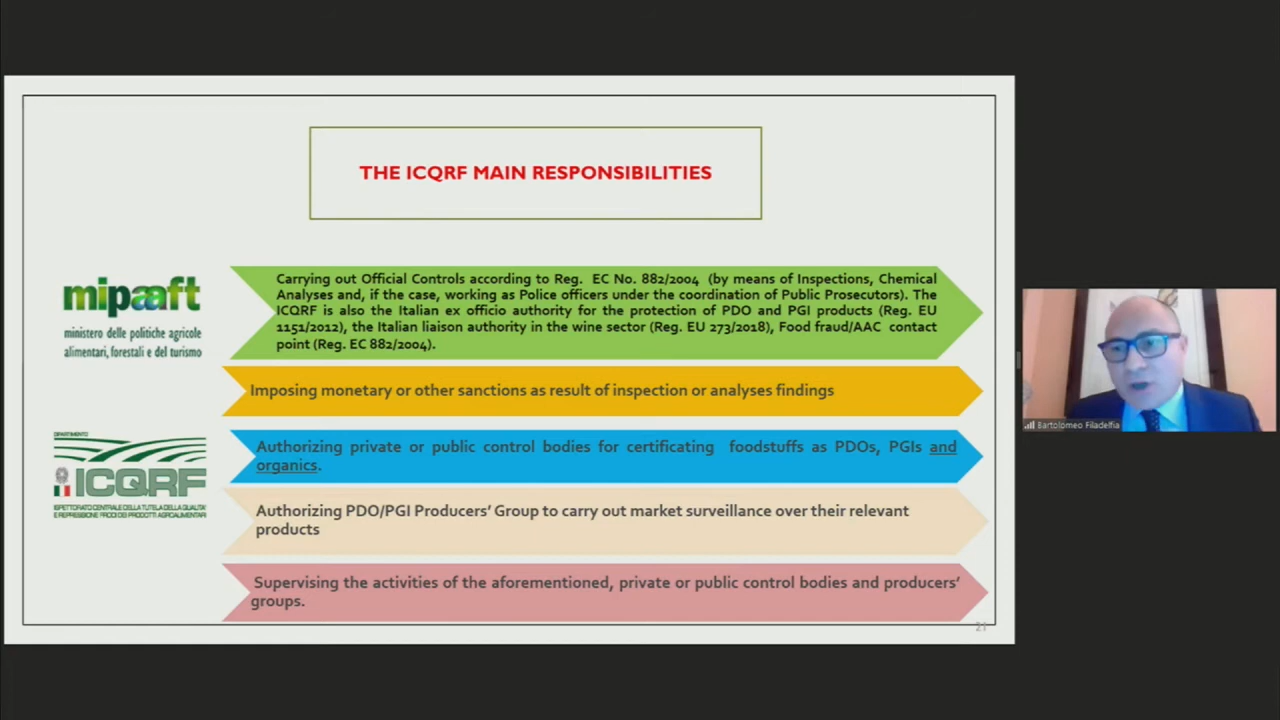 THE ICQRF MAIN RESPONSIBILITIES
mipaaft
ministero delle politiche agricole
alimentari, forestali e del turismo
Carrying out Official Controls according to Reg. EC No. 882/2004 (by means of Inspections, Chemical
Analyses and, if the case, working as Police officers under the coordination of Public Prosecutors). The
ICQRF is also the Italian ex officio authority for the protection of PDO and PGI products (Reg. EU
1151/2012), the Italian liaison authority in the wine sector (Reg. EU 273/2018), Food fraud/AAC contact
point (Reg. EC 882/2004).
Imposing monetary or other sanctions as result of inspection or analyses findings
DIPARTIMENTO
ICQRF
ISPETTORATO CENTRALE DELLA TUTELA DELLA QUALITA'
E REPRESSIONE FRODI DEI PRODOTTI AGROALIMENTARI
Authorizing private or public control bodies for certificating foodstuffs as PDOs, PGIs and
organics.
Authorizing PDO/PGI Producers' Group to carry out market surveillance over their relevant
products
Supervising the activities of the aforementioned, private or public control bodies and producers'
groups.
21
Bartolomeo Filadelfia